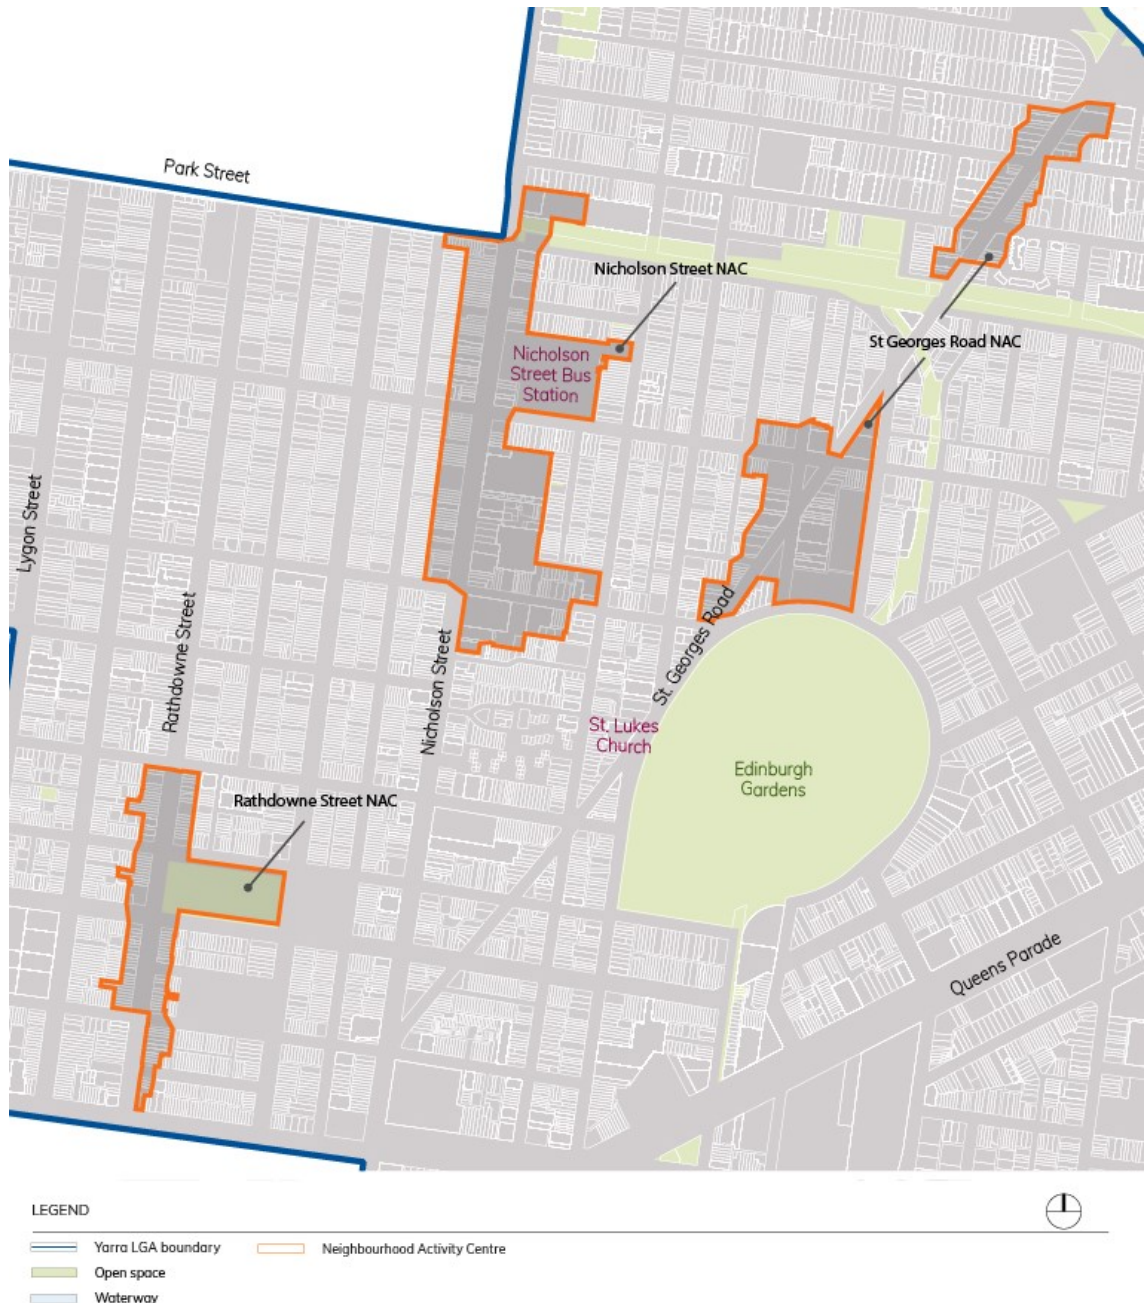 Park Street
Nicholson Street NAC
St Georges Road NAC
Nicholson
Street Bus
Station
Lygon Street
Rathdowne Street
Nicholson Street
St. Georges Road
St. Lukes
Church
Edinburgh
Gardens
Rathdowne Street NAC
Queens Parade
LEGEND
Yarra LGA boundary
Neighbourhood Activity Centre
Open space
Waterway